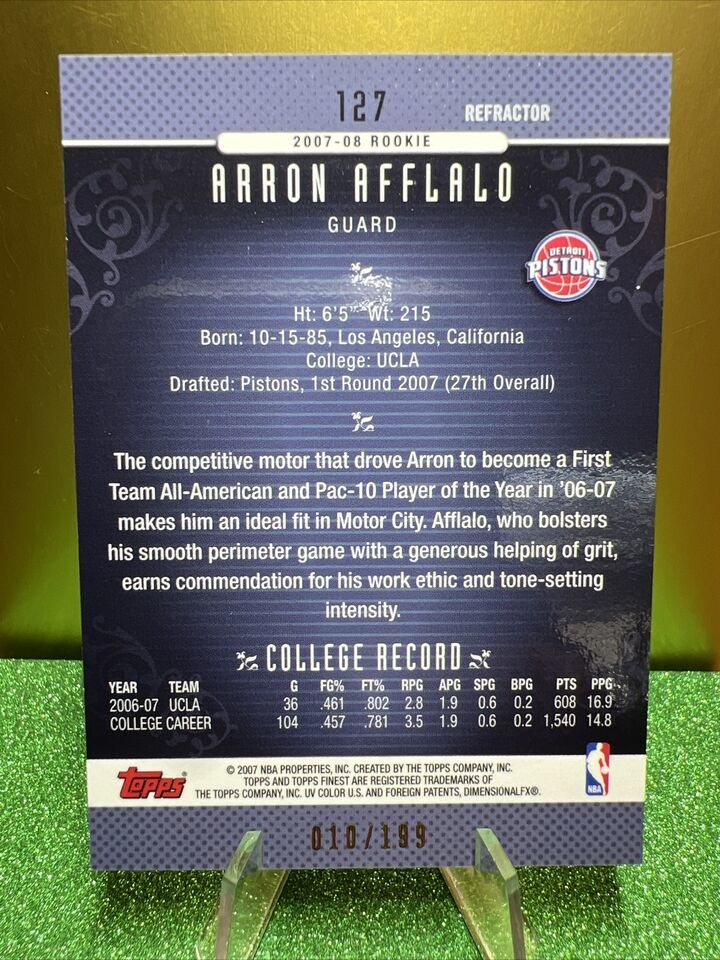 127
REFRACTOR
2007-08 ROOKIE
ARRON AFFLALO
GUARD
DETROIT
PISTONS
Ht: 6'5" Wt: 215
Born: 10-15-85, Los Angeles, California
College: UCLA
Drafted: Pistons, 1st Round 2007 (27th Overall)
The competitive motor that drove Arron to become a First
Team All-American and Pac-10 Player of the Year in '06-07
makes him an ideal fit in Motor City. Afflalo, who bolsters
his smooth perimeter game with a generous helping of grit,
earns commendation for his work ethic and tone-setting
intensity.
COLLEGE RECORD
YEAR TEAM G FG% FT% RPG APG SPG BPG PTS PPG
2006-07 UCLA 36 .461 .802 2.8 1.9 0.6 0.2 608 16.9
COLLEGE CAREER 104 .457 .781 3.5 1.9 0.6 0.2 1,540 14.8
Topps
© 2007 NBA PROPERTIES, INC. CREATED BY THE TOPPS COMPANY, INC.
TOPPS AND TOPPS FINEST ARE REGISTERED TRADEMARKS OF
THE TOPPS COMPANY, INC. UV COLOR U.S. AND FOREIGN PATENTS, DIMENSIONALFX®.
NBA
010/199